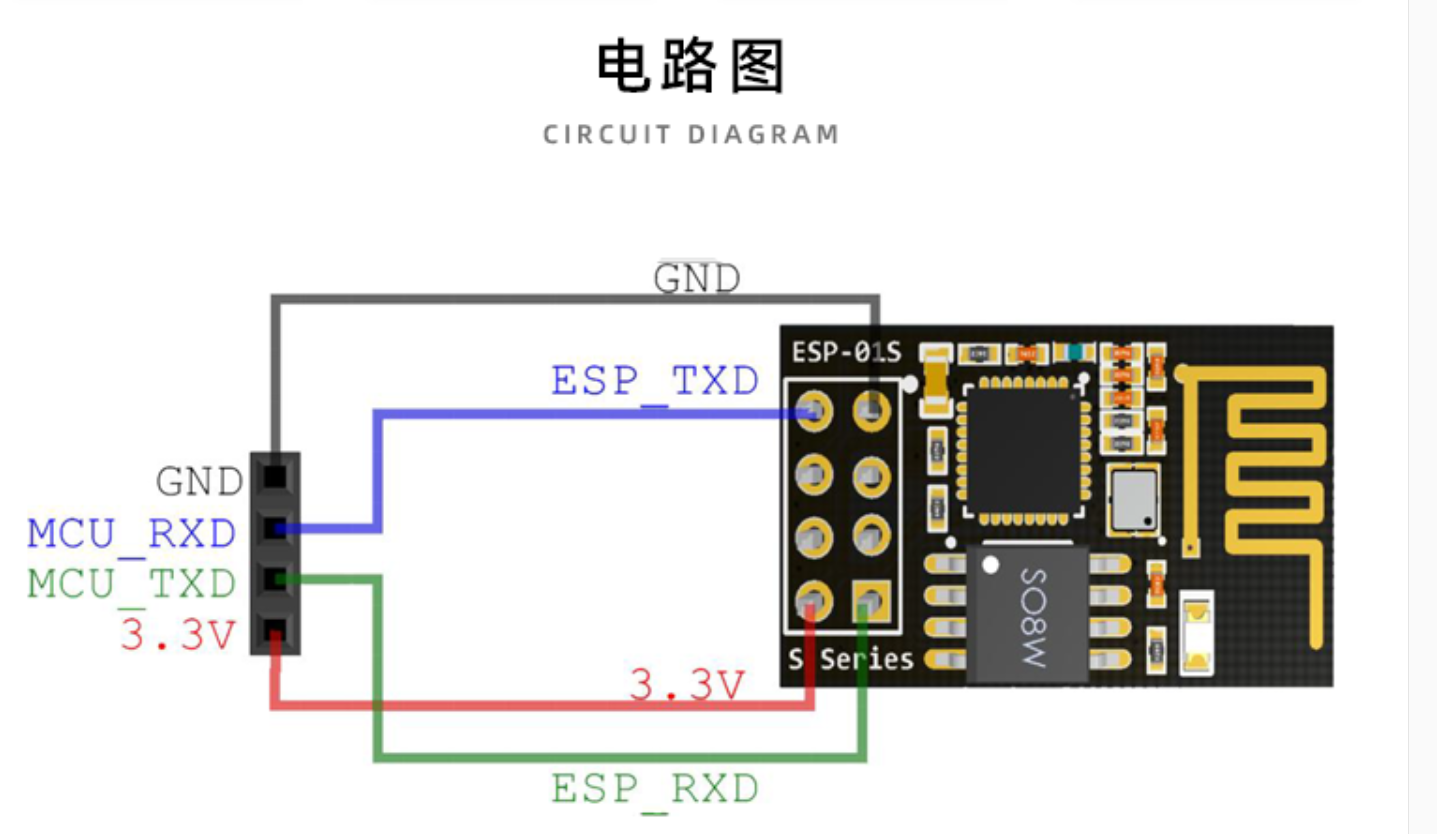 电路图
CIRCUIT DIAGRAM
GND
ESP-01S
ESP_TXD
GND
MCU_RXD
MCU_TXD
3.3V
SO8W
S Series
3.3V
ESP_RXD